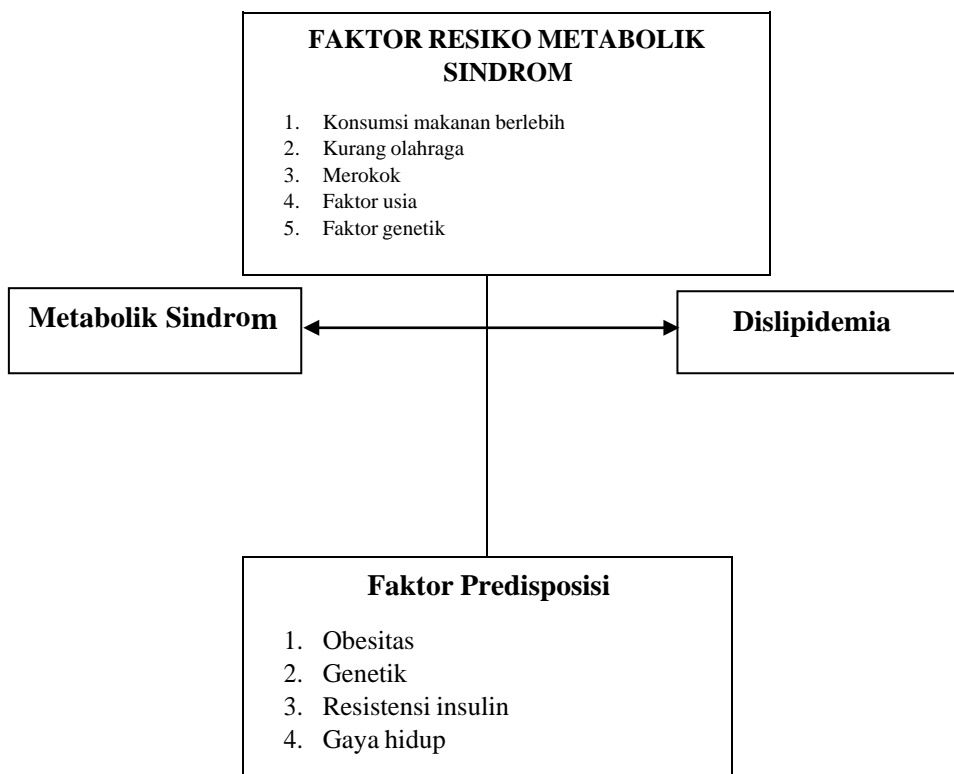 FAKTOR RESIKO METABOLIK
SINDROM
1. Konsumsi makanan berlebih
2. Kurang olahraga
3. Merokok
4. Faktor usia
5. Faktor genetik
Metabolik Sindrom
Dislipidemia
Faktor Predisposisi
1. Obesitas
2. Genetik
3. Resistensi insulin
4. Gaya hidup